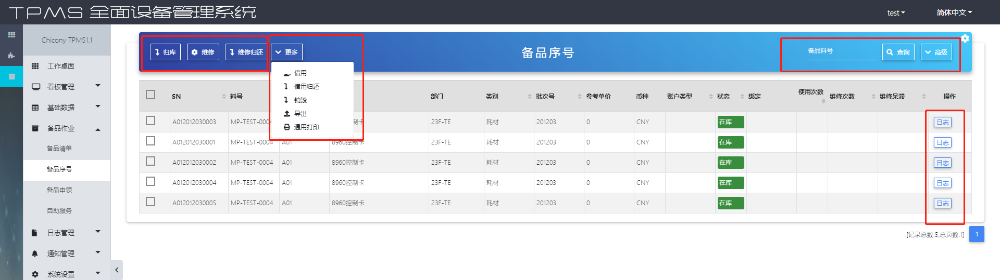 TPMS 全面设备管理系统
test
简体中文
Chicony TPMS1.1
工作桌面
看板管理
基础数据
备品作业
备品清单
备品序号
备品申领
自助服务
日志管理
通知管理
系统设置
归库 维修 维修归还 更多
备品序号
备品料号 查询 高级
借用
借用归还
销毁
导出
通用打印
SN 料号 部门 类别 批次号 参考单价 币种 账户类型 状态 绑定 使用次数 维修次数 维修呆滞 操作
A012012030003 MP-TEST-0004 23F-TE 耗材 201203 0 CNY 在库 日志
A012012030001 MP-TEST-0004 A01 8960控制卡 23F-TE 耗材 201203 0 CNY 在库 日志
A012012030002 MP-TEST-0004 A01 8960控制卡 23F-TE 耗材 201203 0 CNY 在库 日志
A012012030004 MP-TEST-0004 A01 8960控制卡 23F-TE 耗材 201203 0 CNY 在库 日志
A012012030005 MP-TEST-0004 A01 8960控制卡 23F-TE 耗材 201203 0 CNY 在库 日志
[记录总数:5,总页数:1] 1